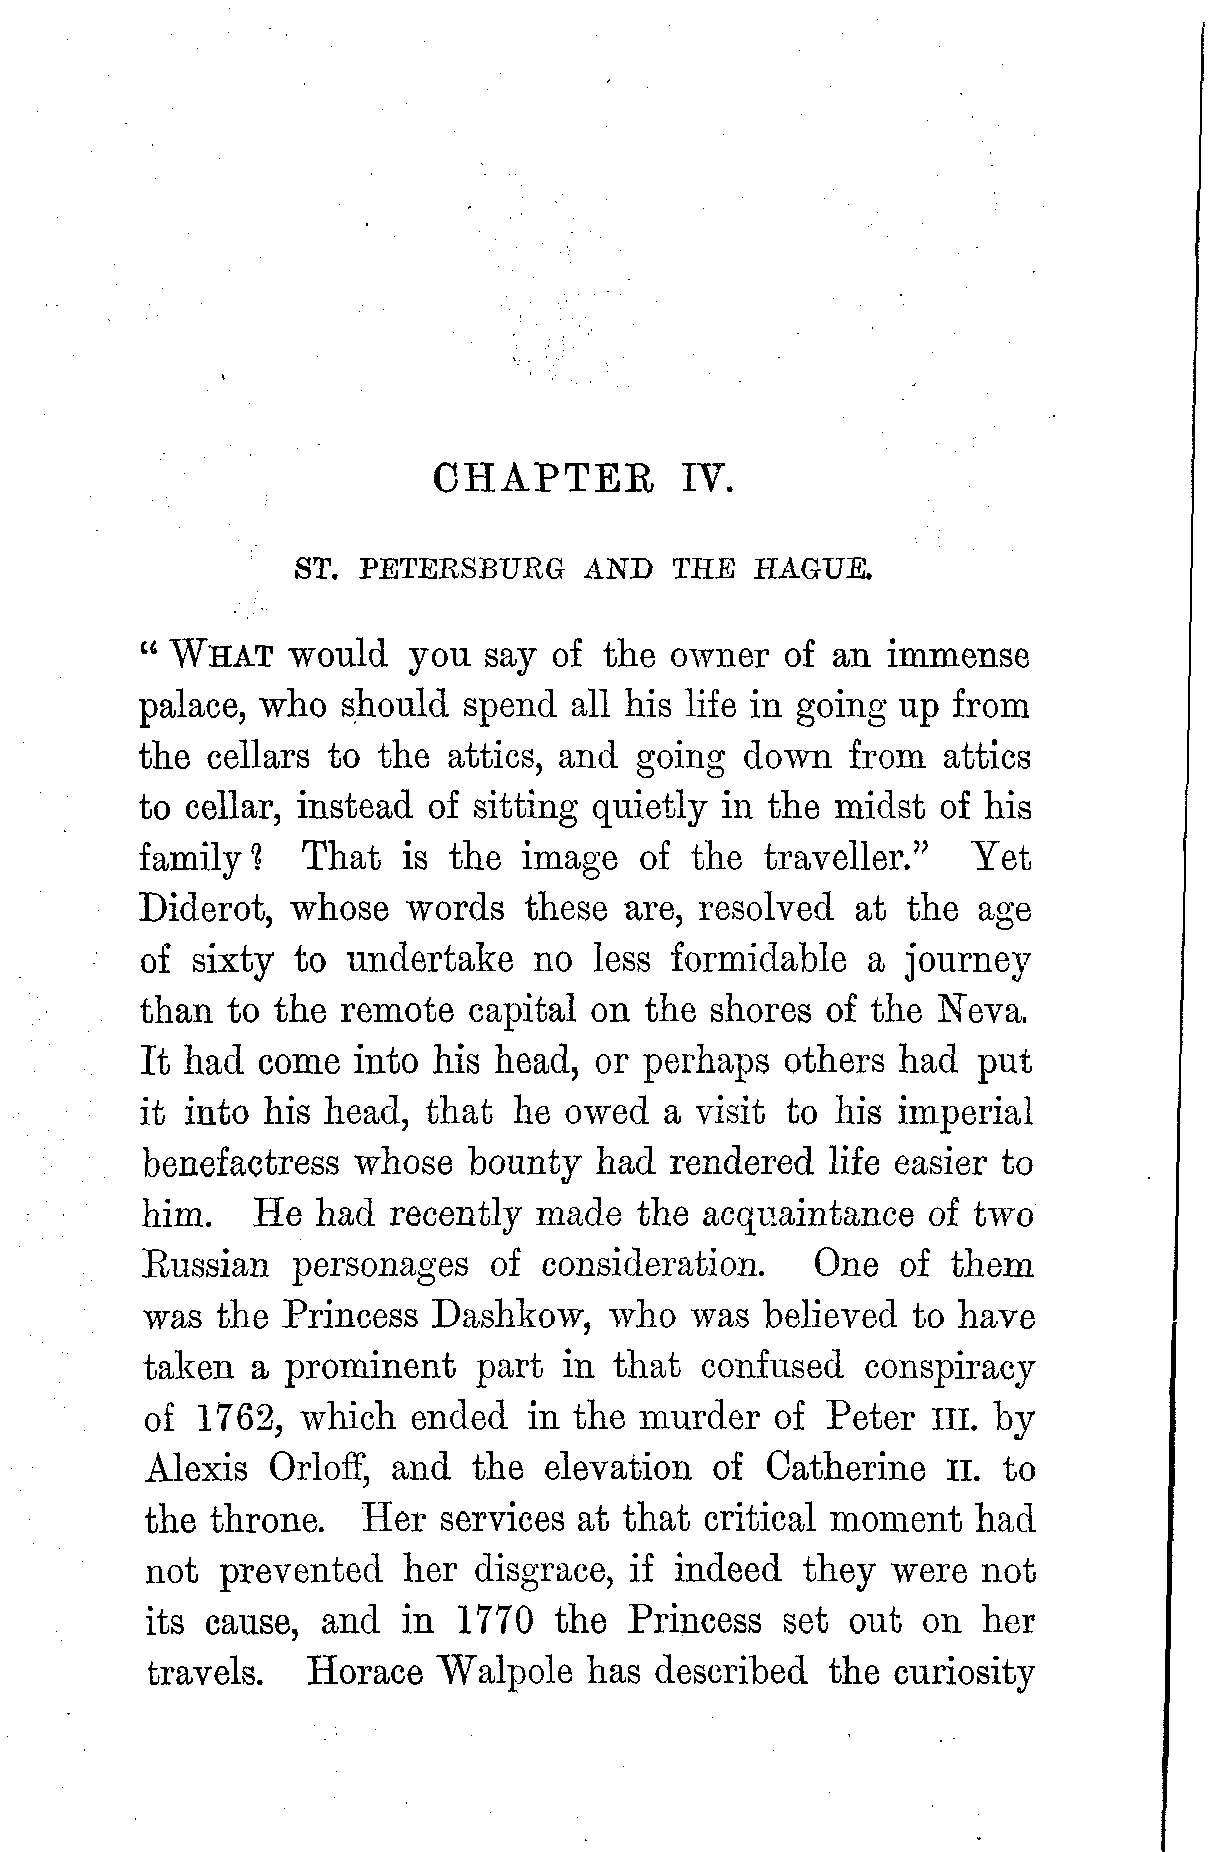 CHAPTER IV.
ST. PETERSBURG AND THE HAGUE.
“ WHAT would you say of the owner of an immense
palace, who should spend all his life in going up from
the cellars to the attics, and going down from attics
to cellar, instead of sitting quietly in the midst of his
family? That is the image of the traveller.” Yet
Diderot, whose words these are, resolved at the age
of sixty to undertake no less formidable a journey
than to the remote capital on the shores of the Neva.
It had come into his head, or perhaps others had put
it into his head, that he owed a visit to his imperial
benefactress whose bounty had rendered life easier to
him. He had recently made the acquaintance of two
Russian personages of consideration. One of them
was the Princess Dashkow, who was believed to have
taken a prominent part in that confused conspiracy
of 1762, which ended in the murder of Peter III. by
Alexis Orloff, and the elevation of Catherine II. to
the throne. Her services at that critical moment had
not prevented her disgrace, if indeed they were not
its cause, and in 1770 the Princess set out on her
travels. Horace Walpole has described the curiosity